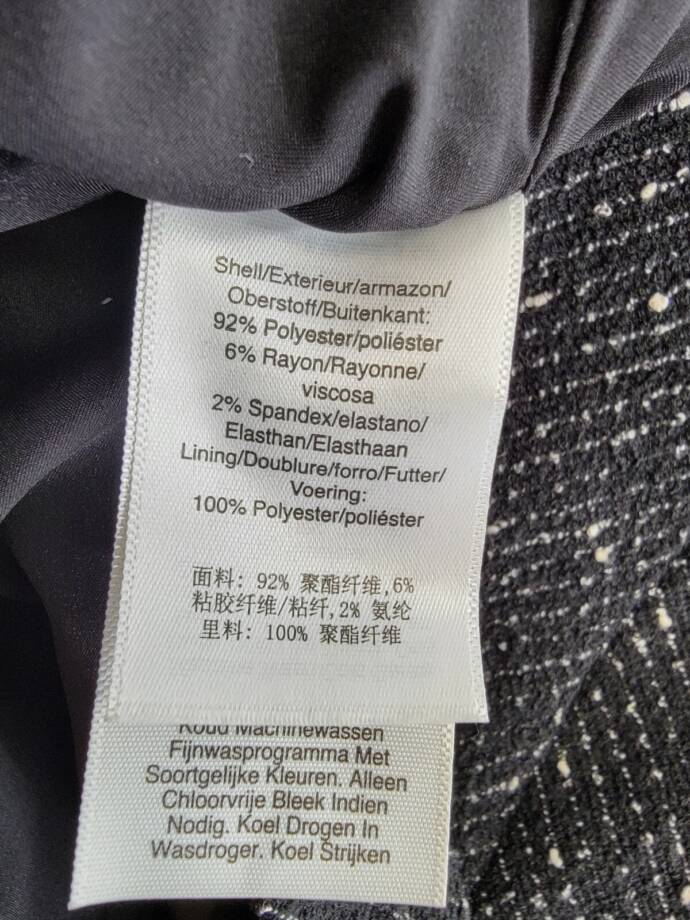 Shell/Exterieur/armazon/
Oberstoff/Buitenkant:
92% Polyester/poliéster
6% Rayon/Rayonne/
viscosa
2% Spandex/elastano/
Elasthan/Elasthaan
Lining/Doublure/forro/Futter/
Voering:
100% Polyester/poliéster
面料: 92% 聚酯纤维,6%
粘胶纤维/粘纤,2% 氨纶
里料: 100% 聚酯纤维
Koud Machinewassen
Fijnwasprogramma Met
Soortgelijke Kleuren. Alleen
Chloorvrije Bleek Indien
Nodig. Koel Drogen In
Wasdroger. Koel Strijken